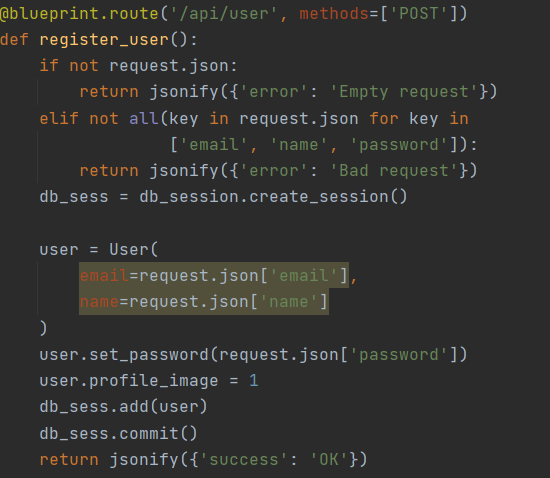 @blueprint.route('/api/user', methods=['POST'])
def register_user():
    if not request.json:
        return jsonify({'error': 'Empty request'})
    elif not all(key in request.json for key in
                 ['email', 'name', 'password']):
        return jsonify({'error': 'Bad request'})
    db_sess = db_session.create_session()

    user = User(
        email=request.json['email'],
        name=request.json['name']
    )
    user.set_password(request.json['password'])
    user.profile_image = 1
    db_sess.add(user)
    db_sess.commit()
    return jsonify({'success': 'OK'})